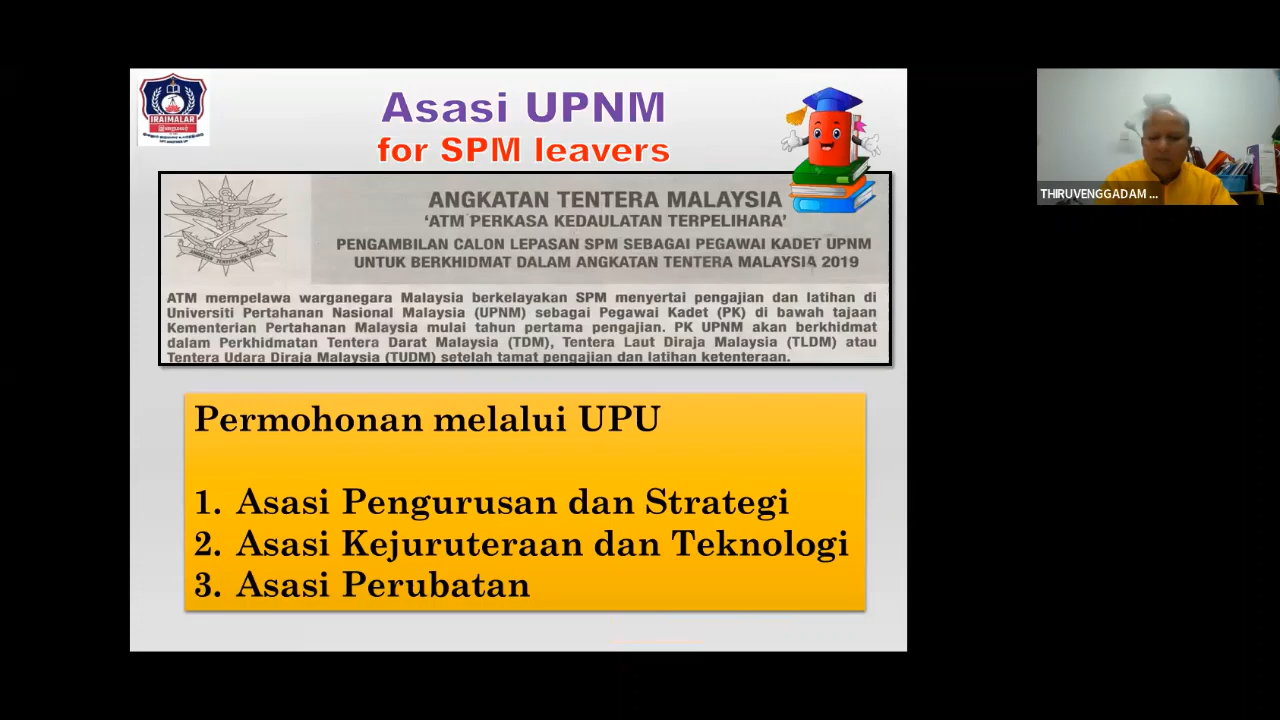 IRAIMALAR
Asasi UPNM
for SPM leavers
ANGKATAN TENTERA MALAYSIA
'ATM PERKASA KEDAULATAN TERPELIHARA'
PENGAMBILAN CALON LEPASAN SPM SEBAGAI PEGAWAI KADET UPNM
UNTUK BERKHIDMAT DALAM ANGKATAN TENTERA MALAYSIA 2019
ATM mempelawa warganegara Malaysia berkelayakan SPM menyertai pengajian dan latihan di
Universiti Pertahanan Nasional Malaysia (UPNM) sebagai Pegawai Kadet (PK) di bawah tajaan
Kementerian Pertahanan Malaysia mulai tahun pertama pengajian. PK UPNM akan berkhidmat
dalam Perkhidmatan Tentera Darat Malaysia (TDM), Tentera Laut Diraja Malaysia (TLDM) atau
Tentera Udara Diraja Malaysia (TUDM) setelah tamat pengajian dan latihan ketenteraan.
Permohonan melalui UPU
1. Asasi Pengurusan dan Strategi
2. Asasi Kejuruteraan dan Teknologi
3. Asasi Perubatan
THIRUVENGGADAM ...